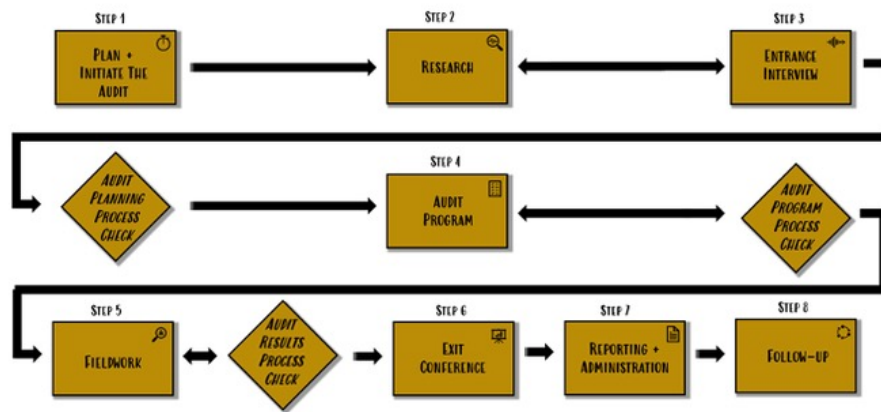 STEP 1
STEP 2
STEP 3
PLAN +
INITIATE THE
AUDIT
RESEARCH
ENTRANCE
INTERVIEW
AUDIT
PLANNING
PROCESS
CHECK
STEP 4
AUDIT
PROGRAM
AUDIT
PROGRAM
PROCESS
CHECK
STEP 5
FIELDWORK
AUDIT
RESULTS
PROCESS
CHECK
STEP 6
EXIT
CONFERENCE
STEP 7
REPORTING +
ADMINISTRATION
STEP 8
FOLLOW-UP